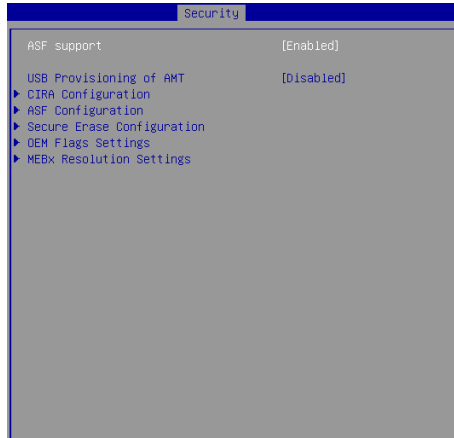 Security
ASF support [Enabled]
USB Provisioning of AMT [Disabled]
CIRA Configuration
ASF Configuration
Secure Erase Configuration
OEM Flags Settings
MEBx Resolution Settings